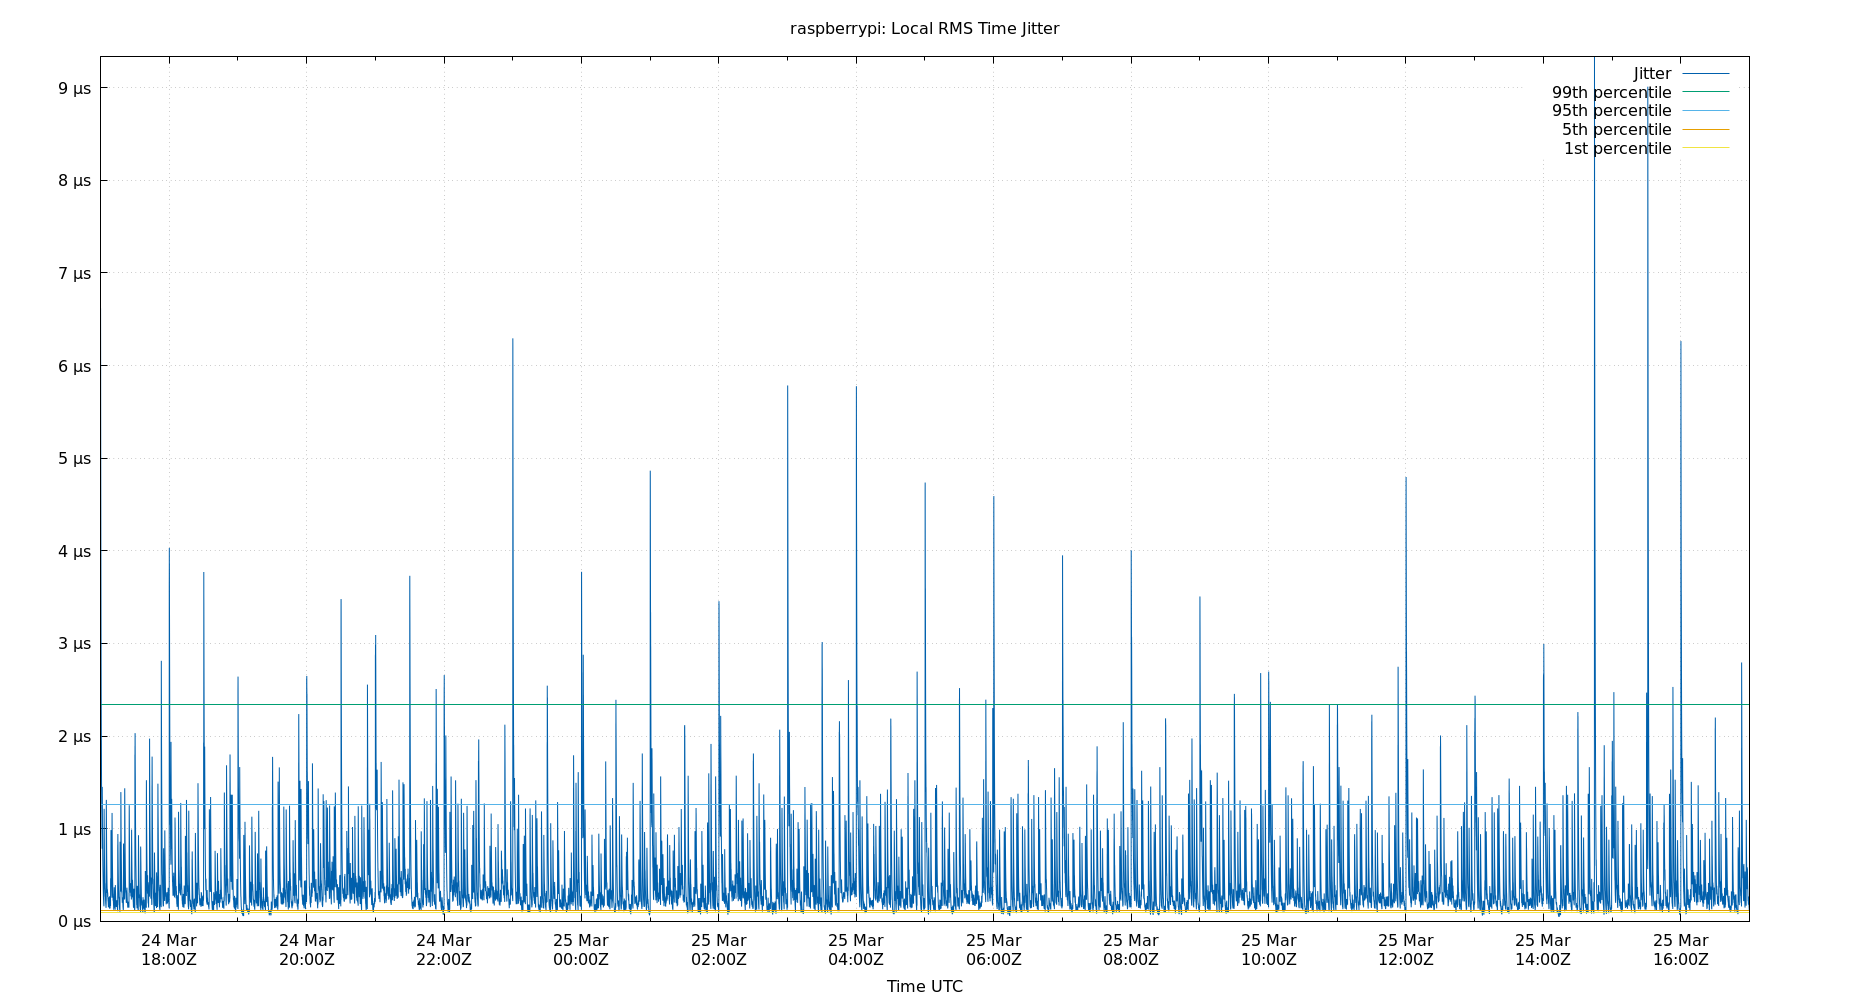 raspberrypi: Local RMS Time Jitter
9 µs
8 µs
7 µs
6 µs
5 µs
4 µs
3 µs
2 µs
1 µs
0 µs
Jitter
99th percentile
95th percentile
5th percentile
1st percentile
24 Mar
18:00Z
24 Mar
20:00Z
24 Mar
22:00Z
25 Mar
00:00Z
25 Mar
02:00Z
25 Mar
04:00Z
25 Mar
06:00Z
25 Mar
08:00Z
25 Mar
10:00Z
25 Mar
12:00Z
25 Mar
14:00Z
25 Mar
16:00Z
Time UTC